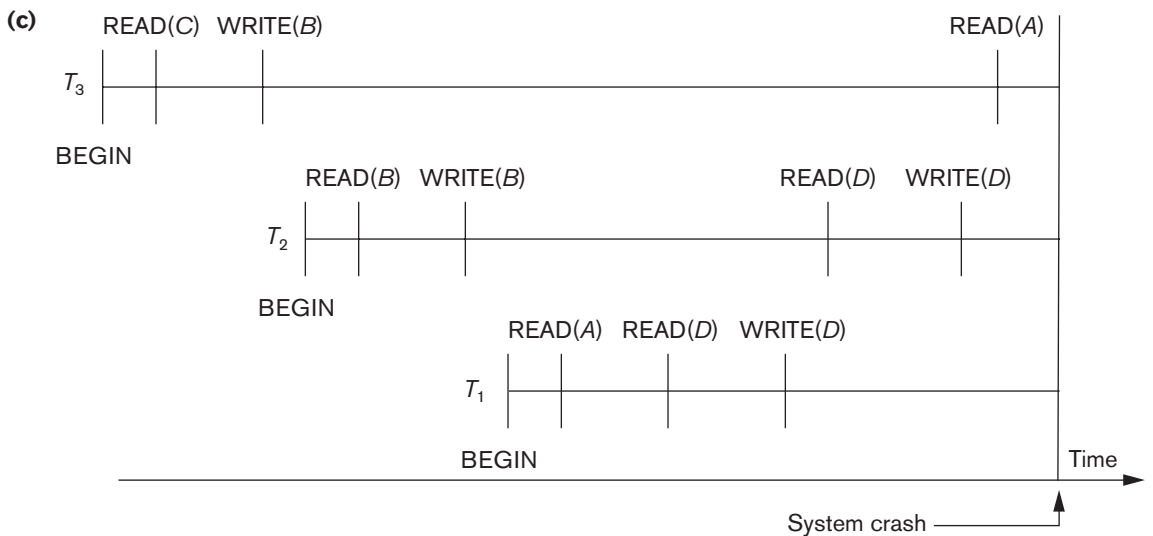 (c) READ(C) WRITE(B) READ(A)
T3
BEGIN
READ(B) WRITE(B) READ(D) WRITE(D)
T2
BEGIN
READ(A) READ(D) WRITE(D)
T1
BEGIN
Time
System crash